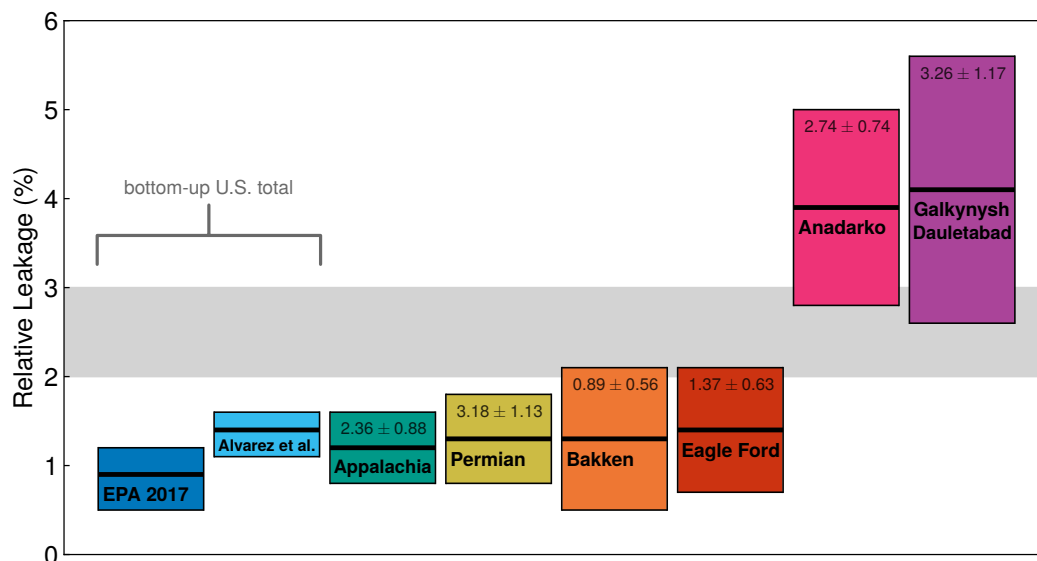 Relative Leakage (%)
6
5
4
3
2
1
0
bottom-up U.S. total
EPA 2017
Alvarez et al.
2.36 ± 0.88
Appalachia
3.18 ± 1.13
Permian
0.89 ± 0.56
Bakken
1.37 ± 0.63
Eagle Ford
2.74 ± 0.74
Anadarko
3.26 ± 1.17
Galkynysh
Dauletabad